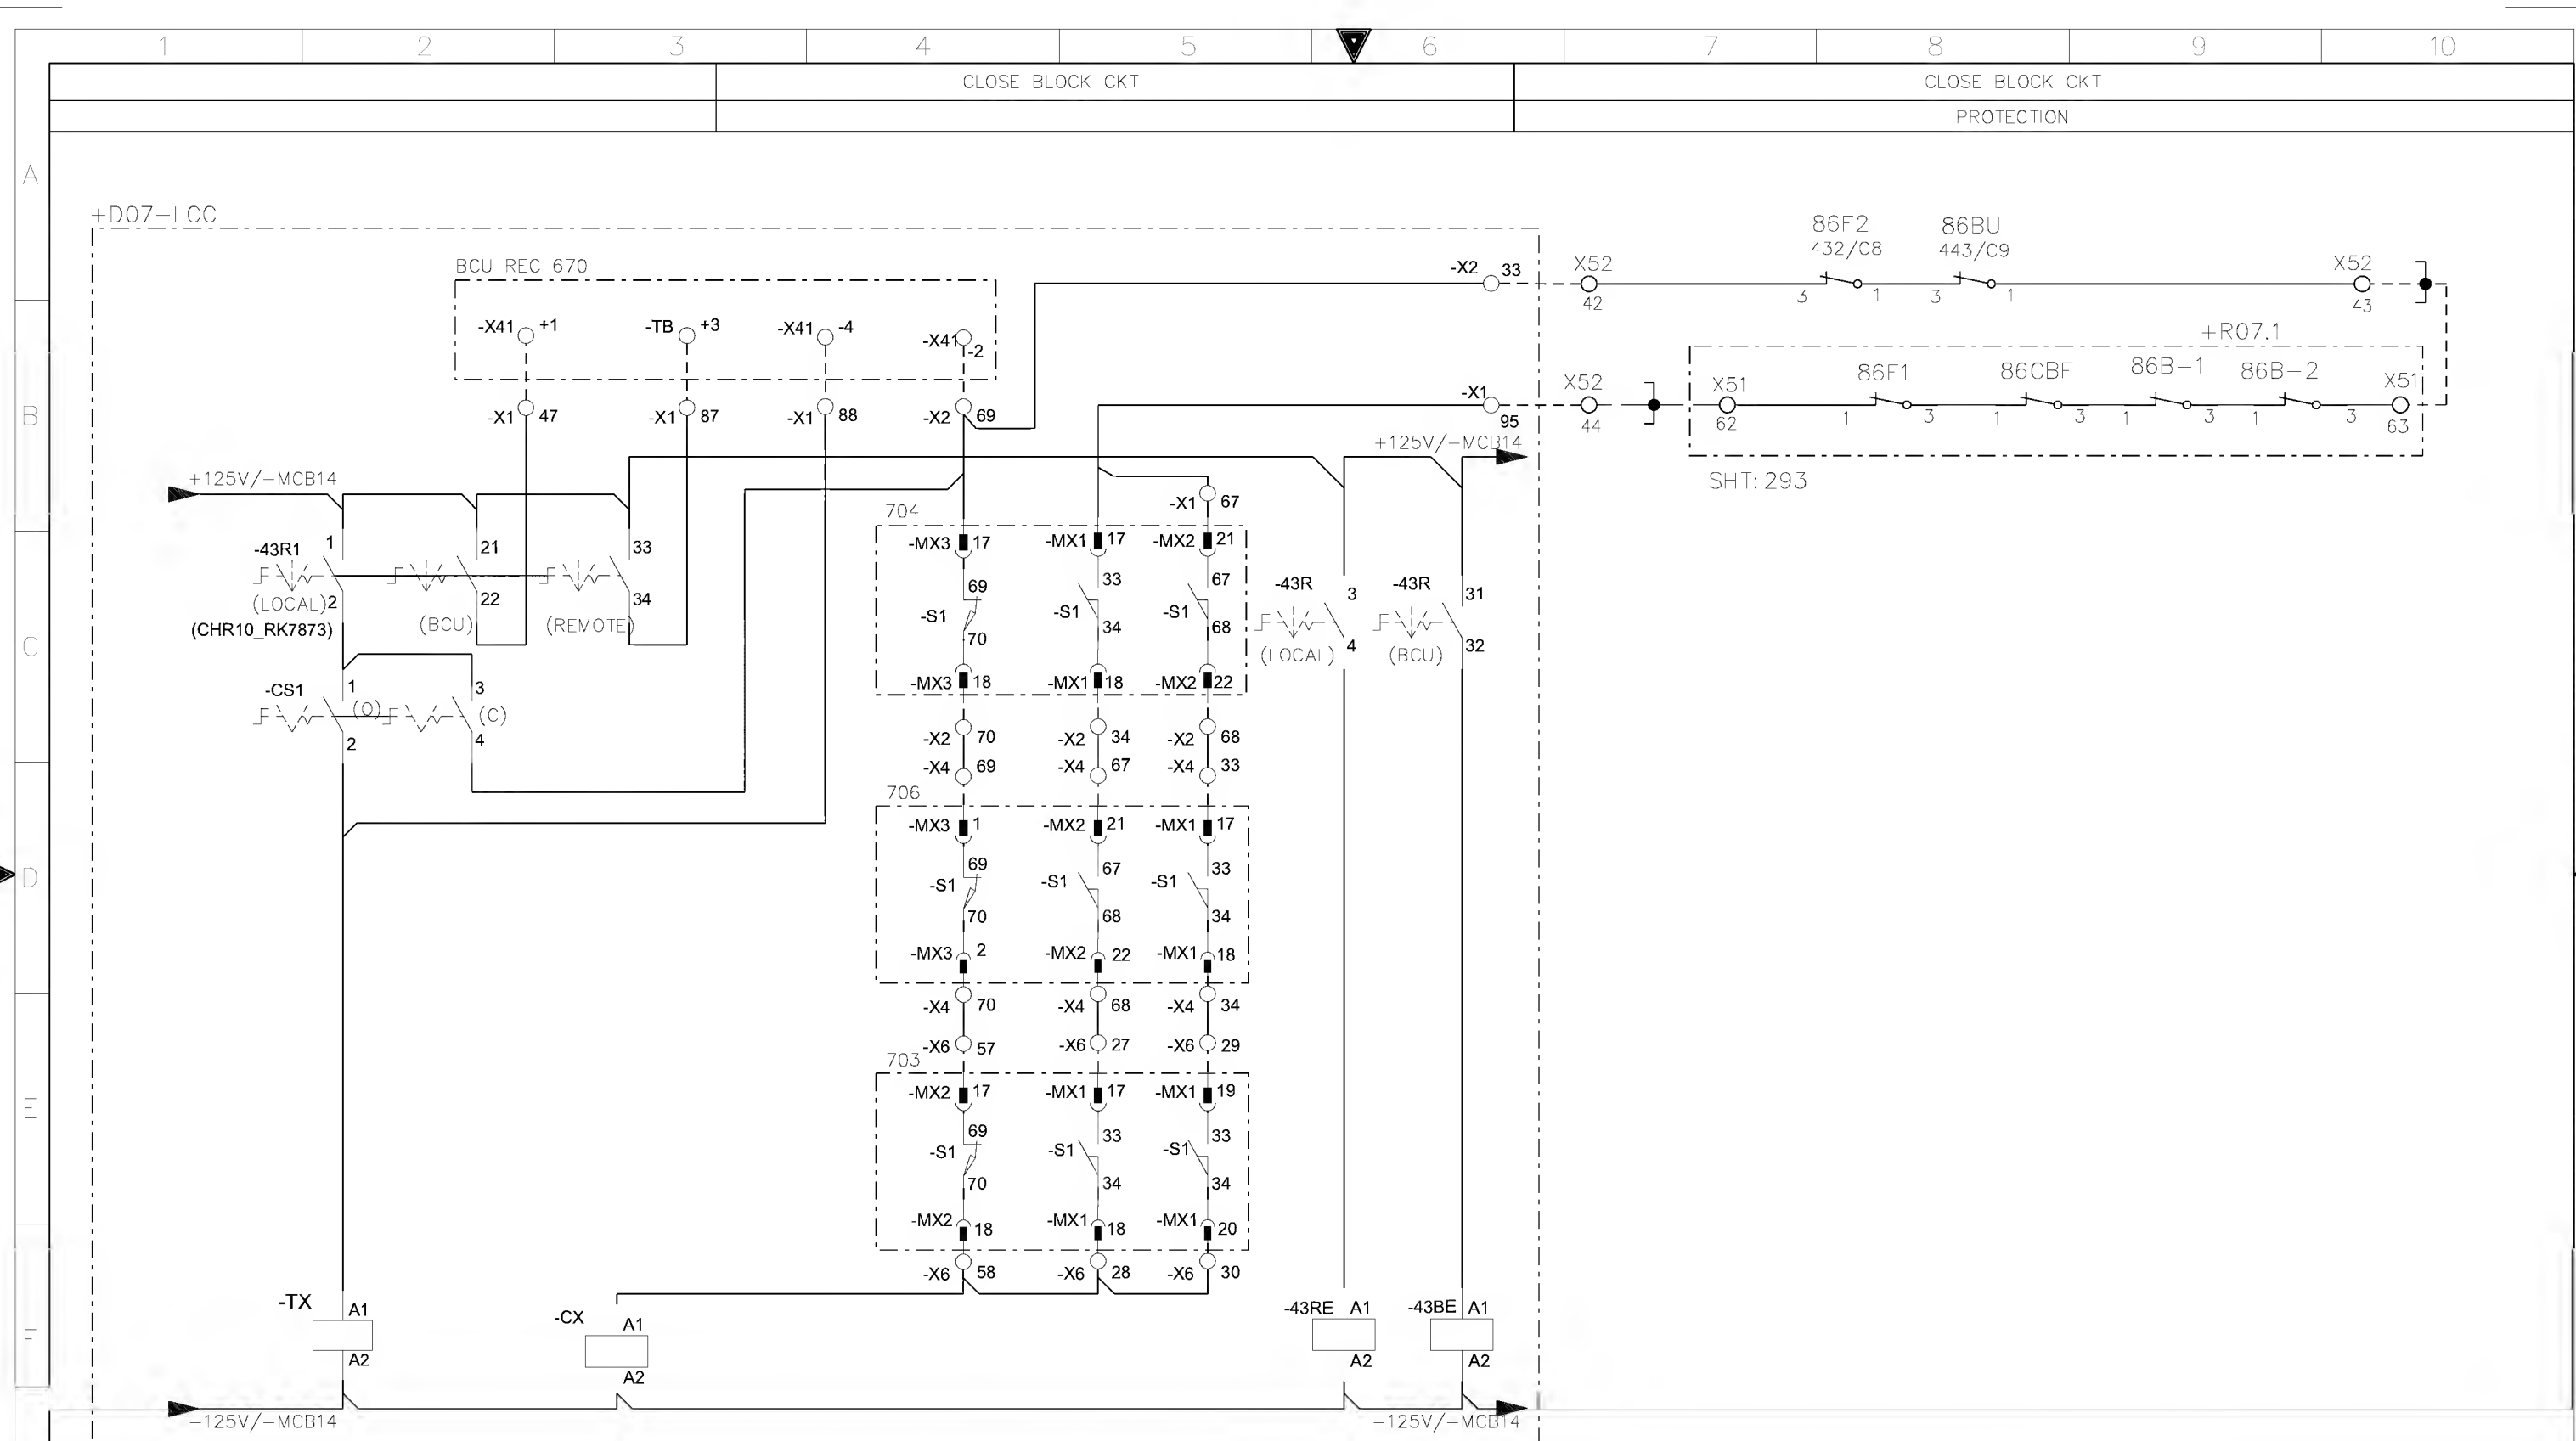 1 2 3 4 5 6 7 8 9 10
CLOSE BLOCK CKT CLOSE BLOCK CKT
PROTECTION
A
+D07-LCC
86F2 86BU
432/C8 443/C9
BCU REC 670
-X2 33 X52 X52
42 3 1 3 1 43
-X41 +1 -TB +3 -X41 -4 -X41 -2
+R07.1
86F1 86CBF 86B-1 86B-2
B
-X1 47 -X1 87 -X1 88 -X2 69
-X1 95 X52 44 X51 62 1 3 1 3 1 3 1 3 X51 63
+125V/-MCB14
+125V/-MCB14
SHT:293
-X1 67
704
-MX3 17 -MX1 17 -MX2 21
-43R1 1 21 33
69 33 67
-43R 3 -43R 31
-S1 -S1 -S1
(LOCAL) 2 22 34
70 34 68
(CHR10_RK7873) (BCU) (REMOTE)
C
4 32
(LOCAL) (BCU)
-MX3 18 -MX1 18 -MX2 22
-CS1 1 3
(O) (C)
2 4
-X2 70 -X2 34 -X2 68
-X4 69 -X4 67 -X4 33
706
-MX3 1 -MX2 21 -MX1 17
69 67 33
D
-S1 -S1 -S1
70 68 34
-MX3 2 -MX2 22 -MX1 18
-X4 70 -X4 68 -X4 34
-X6 57 -X6 27 -X6 29
703
-MX2 17 -MX1 17 -MX1 19
E
69 33 33
-S1 -S1 -S1
70 34 34
-MX2 18 -MX1 18 -MX1 20
-X6 58 -X6 28 -X6 30
-TX A1 -CX A1 -43RE A1 -43BE A1
F
A2 A2 A2 A2
-125V/-MCB14 -125V/-MCB14